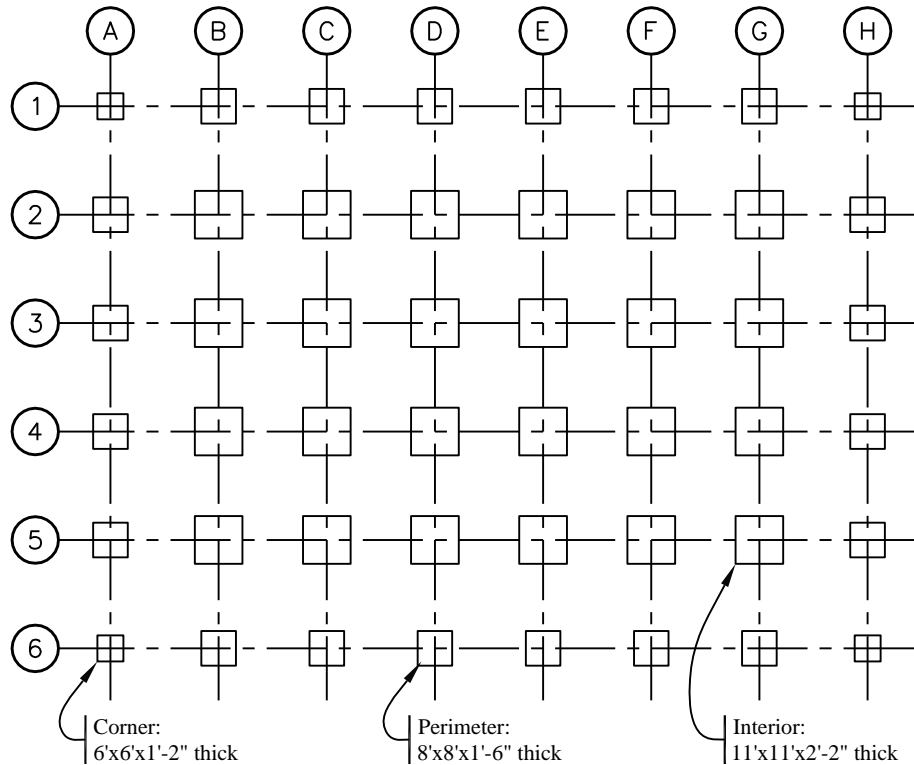 A B C D E F G H
1
2
3
4
5
6
Corner:
6'x6'x1'-2" thick
Perimeter:
8'x8'x1'-6" thick
Interior:
11'x11'x2'-2" thick